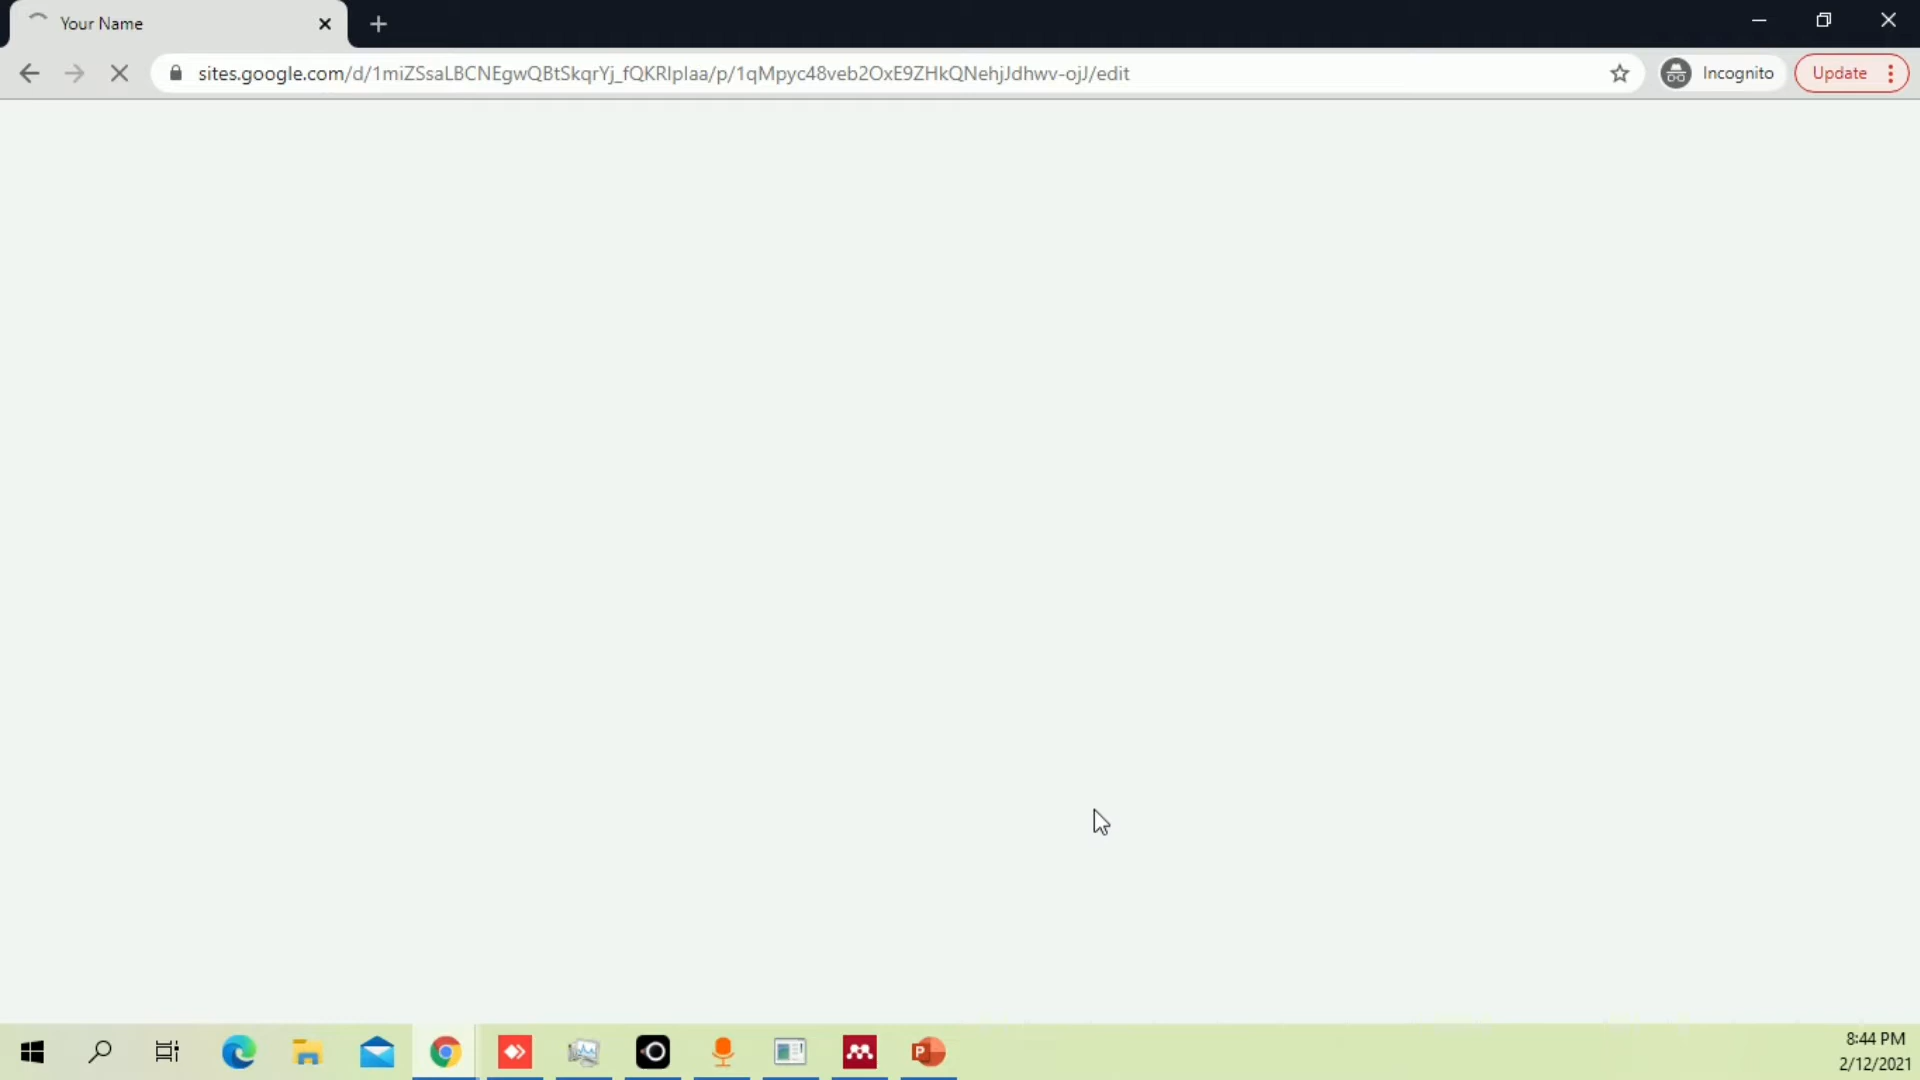 Your Name
sites.google.com/d/1miZSsaLBCNEgwQBtSkqrYj_fQKRlplaa/p/1qMpyc48veb2OxE9ZHkQNehjJdhwv-ojJ/edit
Incognito
Update
8:44 PM
2/12/2021